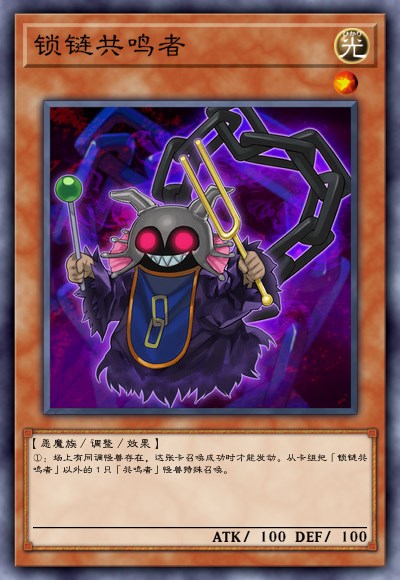 锁链共鸣者
光
【恶魔族／调整／效果】
①：场上有同调怪兽存在，这张卡召唤成功时才能发动。从卡组把「锁链共
鸣者」以外的1只「共鸣者」怪兽特殊召唤。
ATK/ 100 DEF/ 100